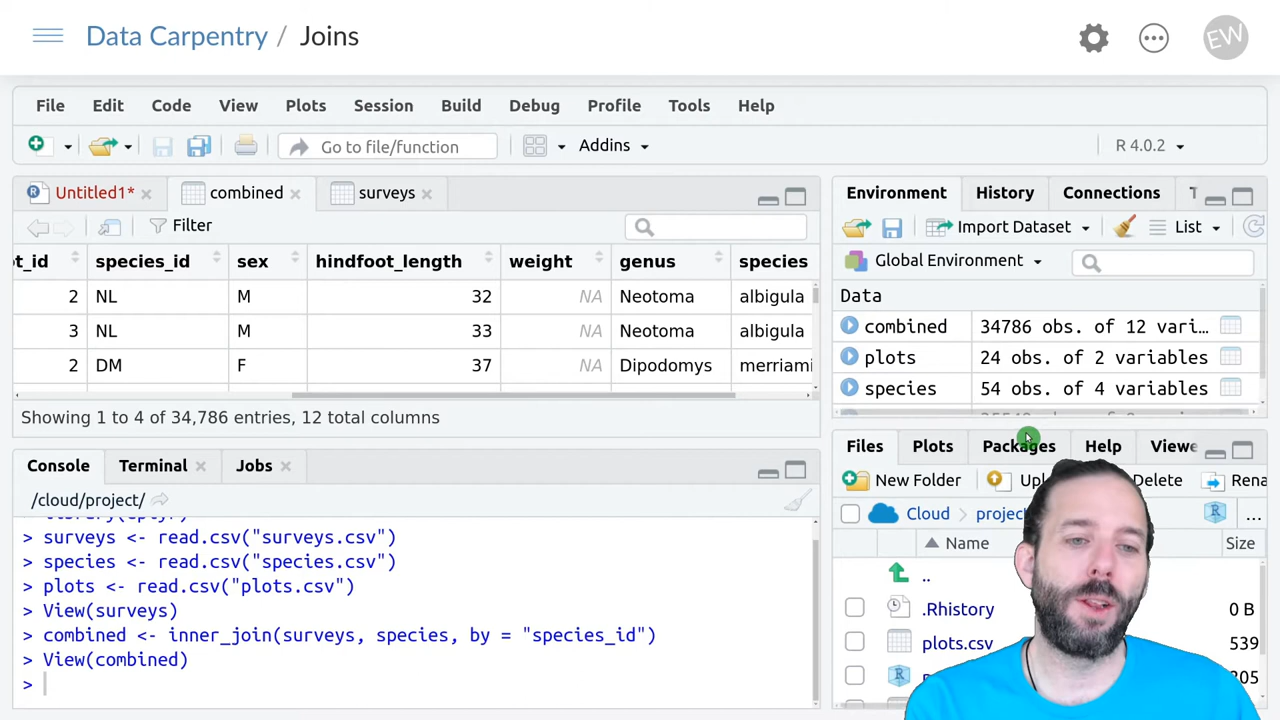 Data Carpentry / Joins
EW
File Edit Code View Plots Session Build Debug Profile Tools Help
Go to file/function
Addins
R 4.0.2
Untitled1* combined surveys
Filter
ot_id species_id sex hindfoot_length weight genus species
2 NL M 32 NA Neotoma albigula
3 NL M 33 NA Neotoma albigula
2 DM F 37 NA Dipodomys merriami
Showing 1 to 4 of 34,786 entries, 12 total columns
Console Terminal Jobs
/cloud/project/
> surveys <- read.csv("surveys.csv")
> species <- read.csv("species.csv")
> plots <- read.csv("plots.csv")
> View(surveys)
> combined <- inner_join(surveys, species, by = "species_id")
> View(combined)
>
Environment History Connections T
Import Dataset List
Global Environment
Data
combined 34786 obs. of 12 vari…
plots 24 obs. of 2 variables
species 54 obs. of 4 variables
Files Plots Packages Help Viewe
New Folder Upl Delete Rena
Cloud projec ...
Name Size
..
.Rhistory 0 B
plots.csv 539
305